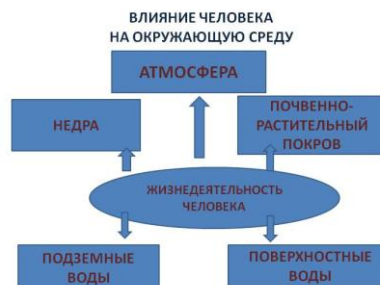 ВЛИЯНИЕ ЧЕЛОВЕКА
НА ОКРУЖАЮЩУЮ СРЕДУ
АТМОСФЕРА
НЕДРА
ПОЧВЕННО-
РАСТИТЕЛЬНЫЙ
ПОКРОВ
ЖИЗНЕДЕЯТЕЛЬНОСТЬ
ЧЕЛОВЕКА
ПОДЗЕМНЫЕ
ВОДЫ
ПОВЕРХНОСТНЫЕ
ВОДЫ